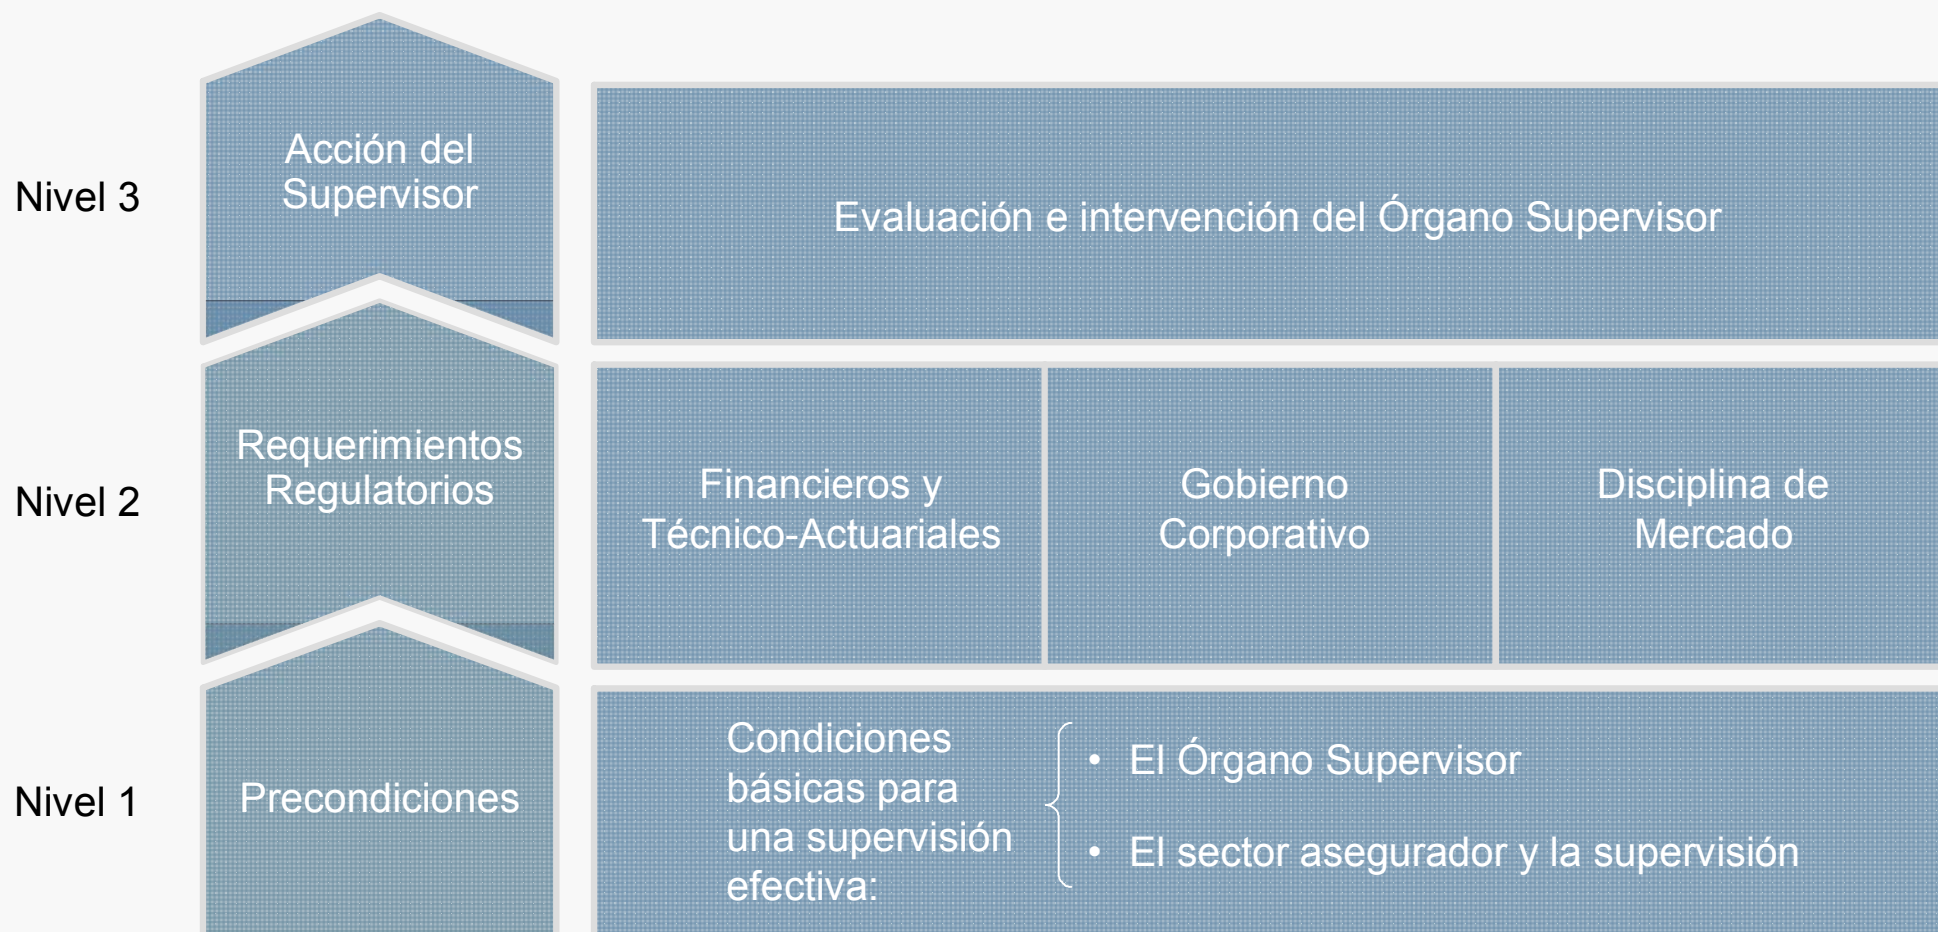 Nivel 3
Acción del
Supervisor
Evaluación e intervención del Órgano Supervisor
Nivel 2
Requerimientos
Regulatorios
Financieros y
Técnico-Actuariales
Gobierno
Corporativo
Disciplina de
Mercado
Nivel 1
Precondiciones
Condiciones
básicas para
una supervisión
efectiva:
• El Órgano Supervisor
• El sector asegurador y la supervisión